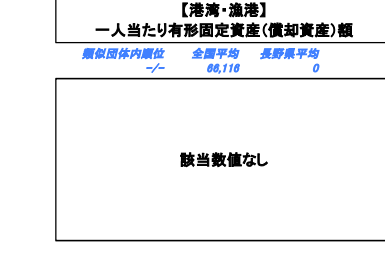 【港湾・漁港】
一人当たり有形固定資産(償却資産)額
類似団体内順位 全国平均 長野県平均
-/- 66,116 0
該当数値なし